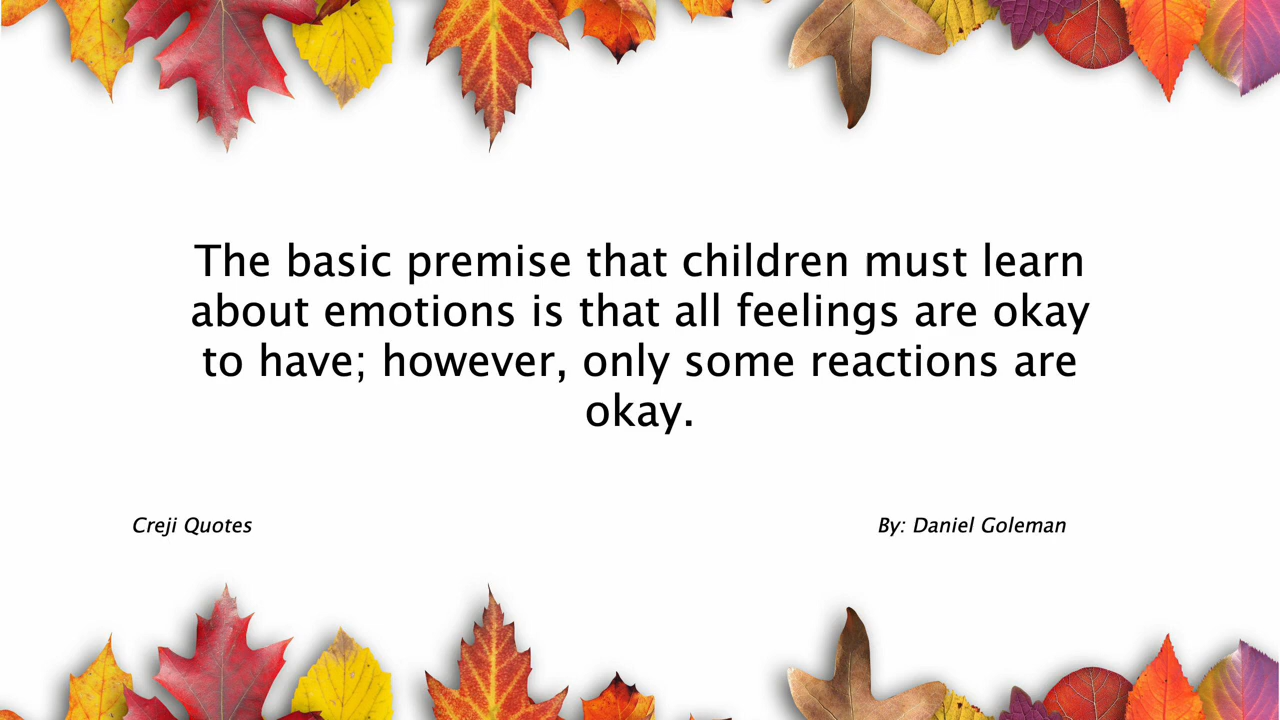 The basic premise that children must learn
about emotions is that all feelings are okay
to have; however, only some reactions are
okay.
Creji Quotes
By: Daniel Goleman